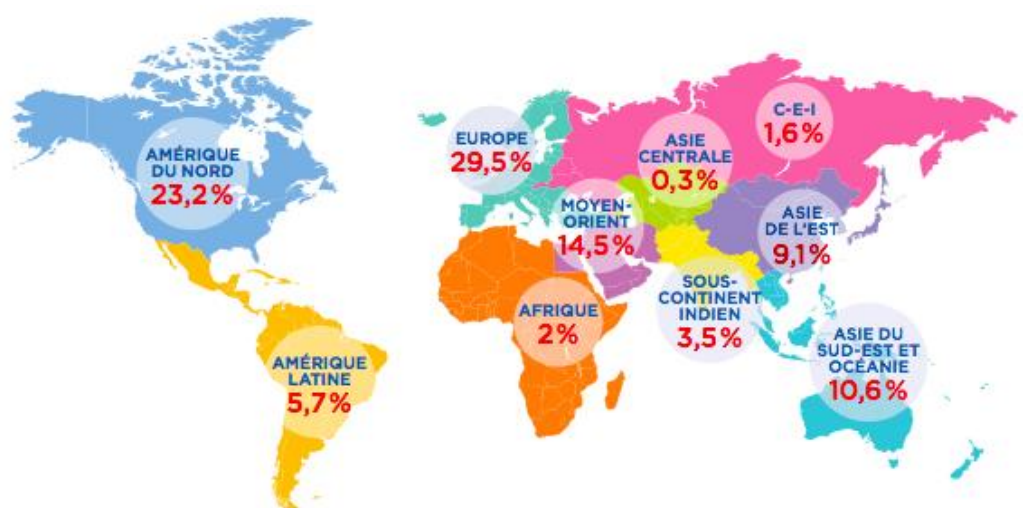 AMÉRIQUE
DU NORD
23,2%
AMÉRIQUE
LATINE
5,7%
EUROPE
29,5%
MOYEN-
ORIENT
14,5%
AFRIQUE
2%
ASIE
CENTRALE
0,3%
C-E-I
1,6%
ASIE
DE L'EST
9,1%
SOUS-
CONTINENT
INDIEN
3,5%
ASIE DU
SUD-EST ET
OCÉANIE
10,6%